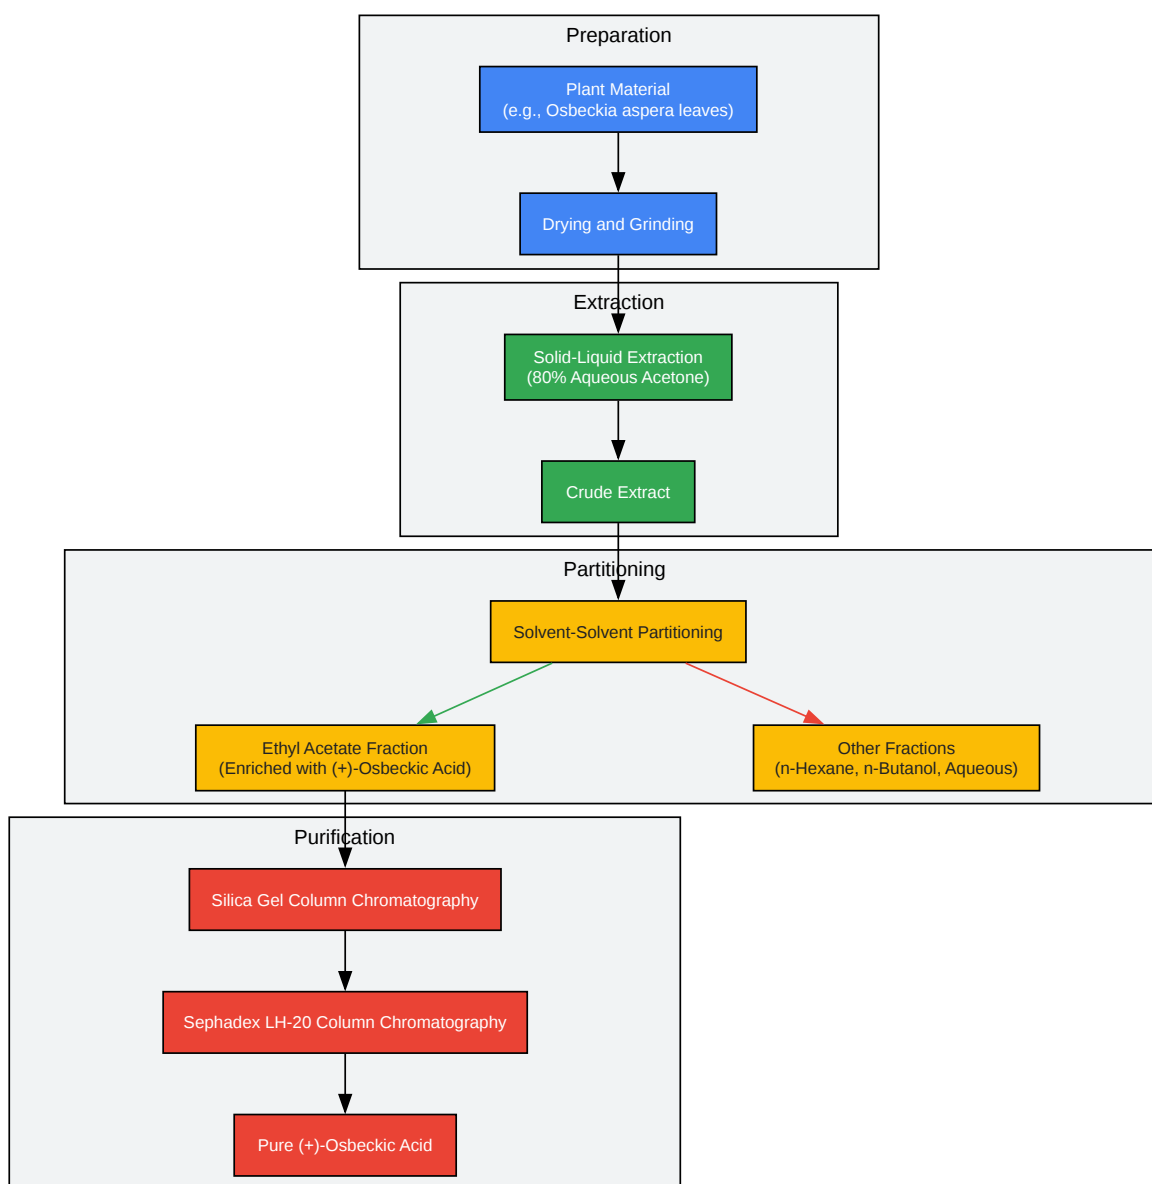 Preparation
Plant Material
(e.g., Osbeckia aspera leaves)
Drying and Grinding
Extraction
Solid-Liquid Extraction
(80% Aqueous Acetone)
Crude Extract
Partitioning
Solvent-Solvent Partitioning
Ethyl Acetate Fraction
(Enriched with (+)-Osbeckic Acid)
Other Fractions
(n-Hexane, n-Butanol, Aqueous)
Purification
Silica Gel Column Chromatography
Sephadex LH-20 Column Chromatography
Pure (+)-Osbeckic Acid